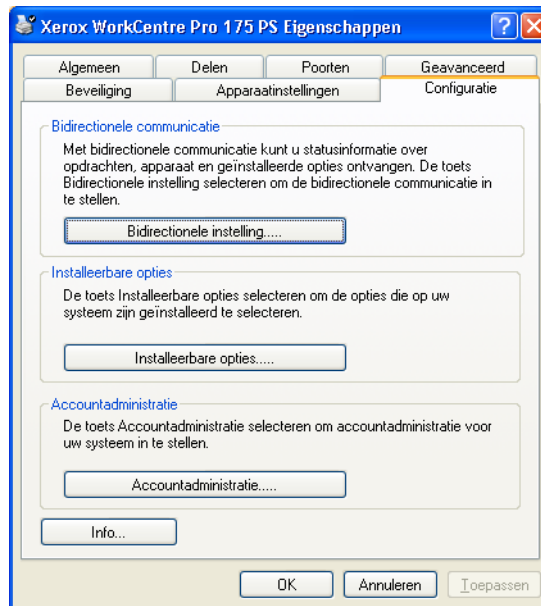 Xerox WorkCentre Pro 175 PS Eigenschappen
Algemeen Delen Poorten Geavanceerd
Beveiliging Apparaatinstellingen Configuratie
Bidirectionele communicatie
Met bidirectionele communicatie kunt u statusinformatie over
opdrachten, apparaat en geïnstalleerde opties ontvangen. De toets
Bidirectionele instelling selecteren om de bidirectionele communicatie in
te stellen.
Bidirectionele instelling.....
Installeerbare opties
De toets Installeerbare opties selecteren om de opties die op uw
systeem zijn geïnstalleerd te selecteren.
Installeerbare opties.....
Accountadministratie
De toets Accountadministratie selecteren om accountadministratie voor
uw systeem in te stellen.
Accountadministratie.....
Info...
OK Annuleren Toepassen